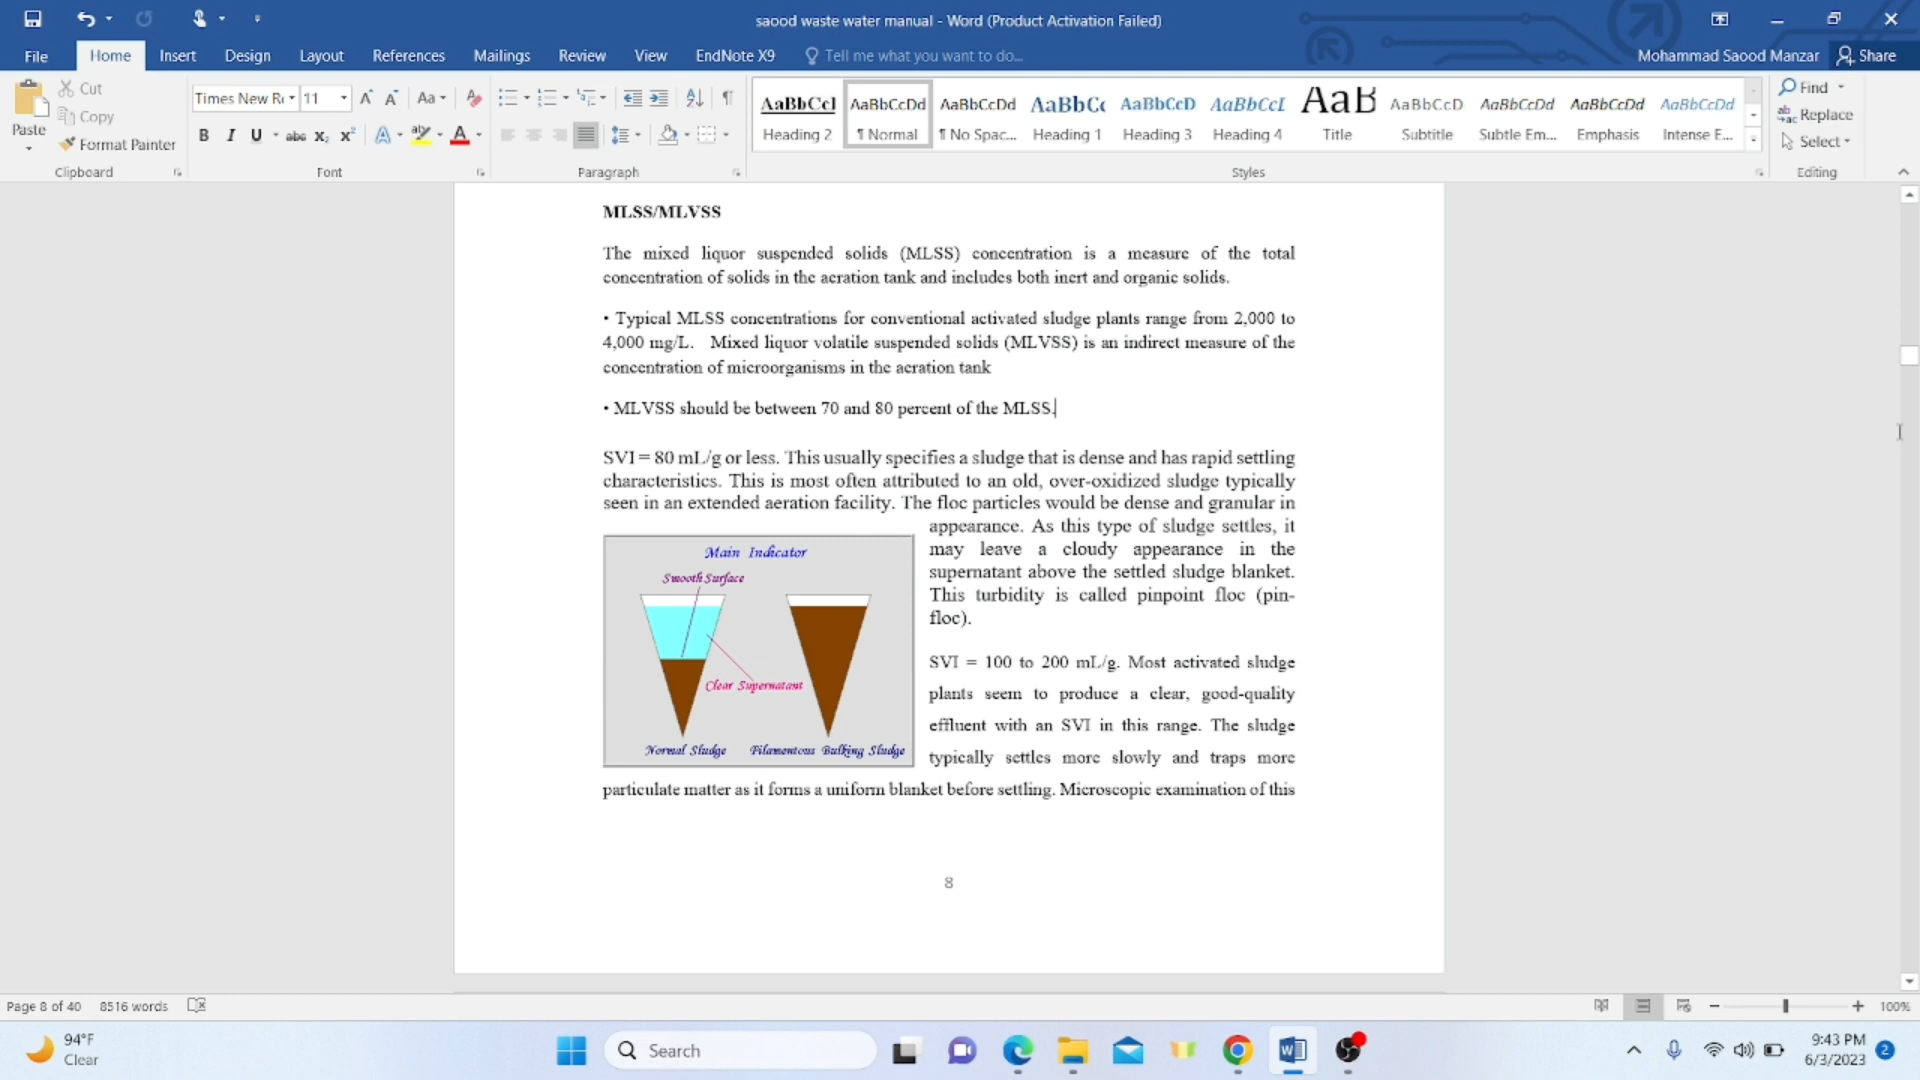 saood waste water manual - Word (Product Activation Failed)
File Home Insert Design Layout References Mailings Review View EndNote X9 Tell me what you want to do... Mohammad Saood Manzar Share
Paste
Cut
Copy
Format Painter
Clipboard
Times New Ro 11 Aa
B I U abc x₂ x² A ab A
Font
Paragraph
AaBbCcI AaBbCcDd AaBbCcDd AaBbCc AaBbCcD AaBbCcL AaB AaBbCcD AaBbCcDd AaBbCcDd AaBbCcDd
Heading 2 ¶ Normal ¶ No Spac... Heading 1 Heading 3 Heading 4 Title Subtitle Subtle Em... Emphasis Intense E...
Styles
Find
Replace
Select
Editing
MLSS/MLVSS
The mixed liquor suspended solids (MLSS) concentration is a measure of the total
concentration of solids in the aeration tank and includes both inert and organic solids.
• Typical MLSS concentrations for conventional activated sludge plants range from 2,000 to
4,000 mg/L. Mixed liquor volatile suspended solids (MLVSS) is an indirect measure of the
concentration of microorganisms in the aeration tank
• MLVSS should be between 70 and 80 percent of the MLSS.
SVI = 80 mL/g or less. This usually specifies a sludge that is dense and has rapid settling
characteristics. This is most often attributed to an old, over-oxidized sludge typically
seen in an extended aeration facility. The floc particles would be dense and granular in
appearance. As this type of sludge settles, it
may leave a cloudy appearance in the
supernatant above the settled sludge blanket.
This turbidity is called pinpoint floc (pin-
floc).
Main Indicator
Smooth Surface
Clear Supernatant
Normal Sludge Filamentous Bulking Sludge
SVI = 100 to 200 mL/g. Most activated sludge
plants seem to produce a clear, good-quality
effluent with an SVI in this range. The sludge
typically settles more slowly and traps more
particulate matter as it forms a uniform blanket before settling. Microscopic examination of this
8
Page 8 of 40 8516 words 100%
94°F
Clear
Search
9:43 PM
6/3/2023
2